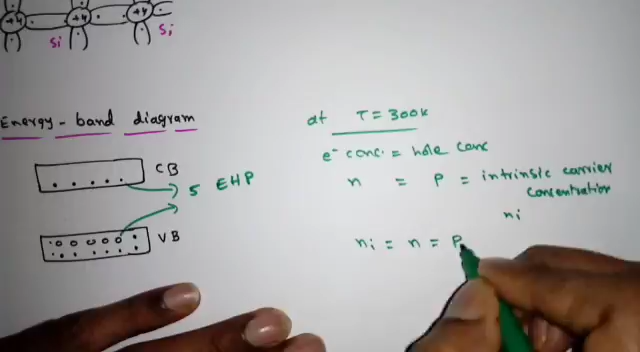 +4 +4 +4
Si Si
Energy-band diagram
CB
5 EHP
VB
at T = 300k
e⁻ conc. = hole conc
n = P = intrinsic carrier
concentration
ni
ni = n = P